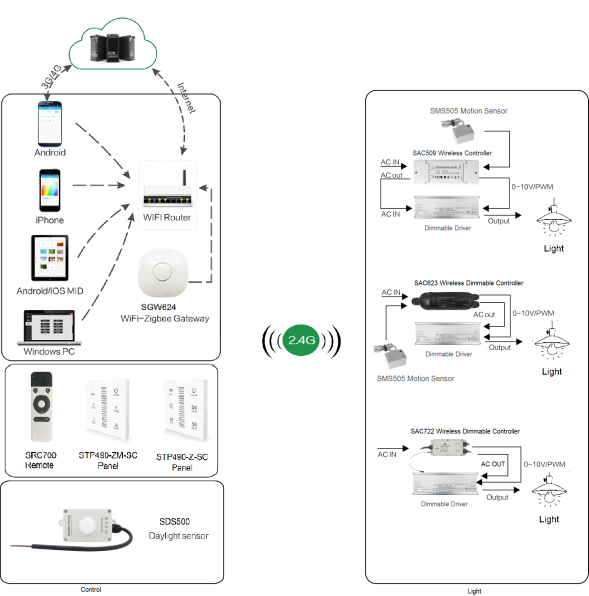 3G/4G
Internet
Android
iPhone
WIFI Router
Android/iOS MID
SGW624
WiFi-Zigbee Gateway
Windows PC
SRC700
Remote
STP490-ZM-SC
Panel
STP490-Z-SC
Panel
SDS500
Daylight sensor
Control
2.4G
SMS505 Motion Sensor
SAC509 Wireless Controller
AC IN
AC out
0-10V/PWM
AC IN
Output
Dimmable Driver
Light
SAC623 Wireless Dimmable Controller
AC IN
AC out
0-10V/PWM
Output
Dimmable Driver
Light
SMS505 Motion Sensor
SAC722 Wireless Dimmable Controller
AC IN
AC OUT
0-10V/PWM
Output
Dimmable Driver
Light
Light